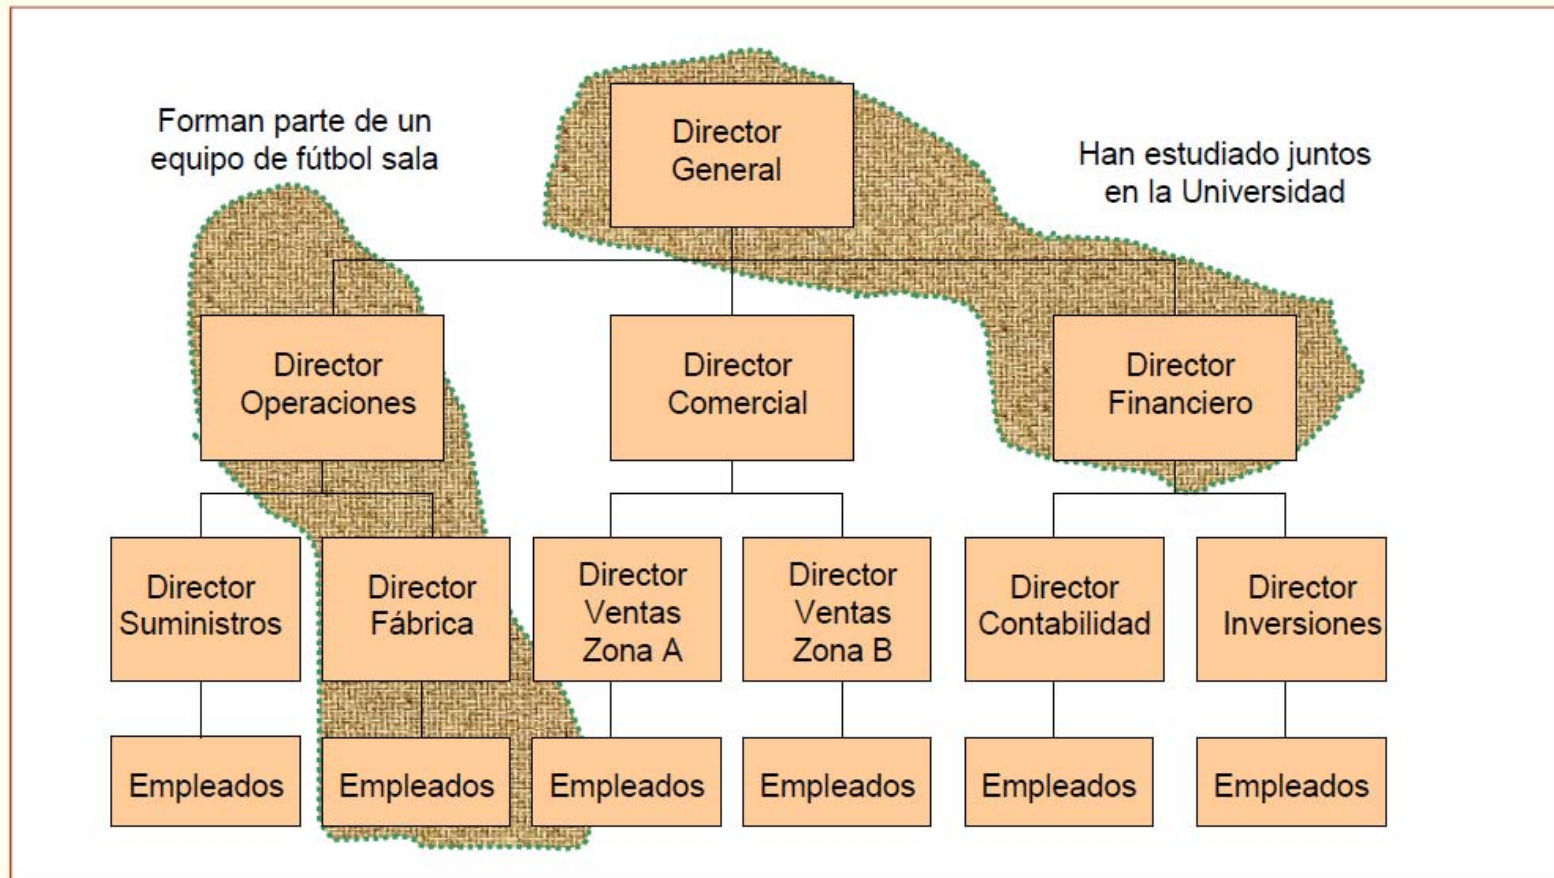 Forman parte de un
equipo de fútbol sala
Director
General
Han estudiado juntos
en la Universidad
Director
Operaciones
Director
Comercial
Director
Financiero
Director
Suministros
Director
Fábrica
Director
Ventas
Zona A
Director
Ventas
Zona B
Director
Contabilidad
Director
Inversiones
Empleados
Empleados
Empleados
Empleados
Empleados
Empleados